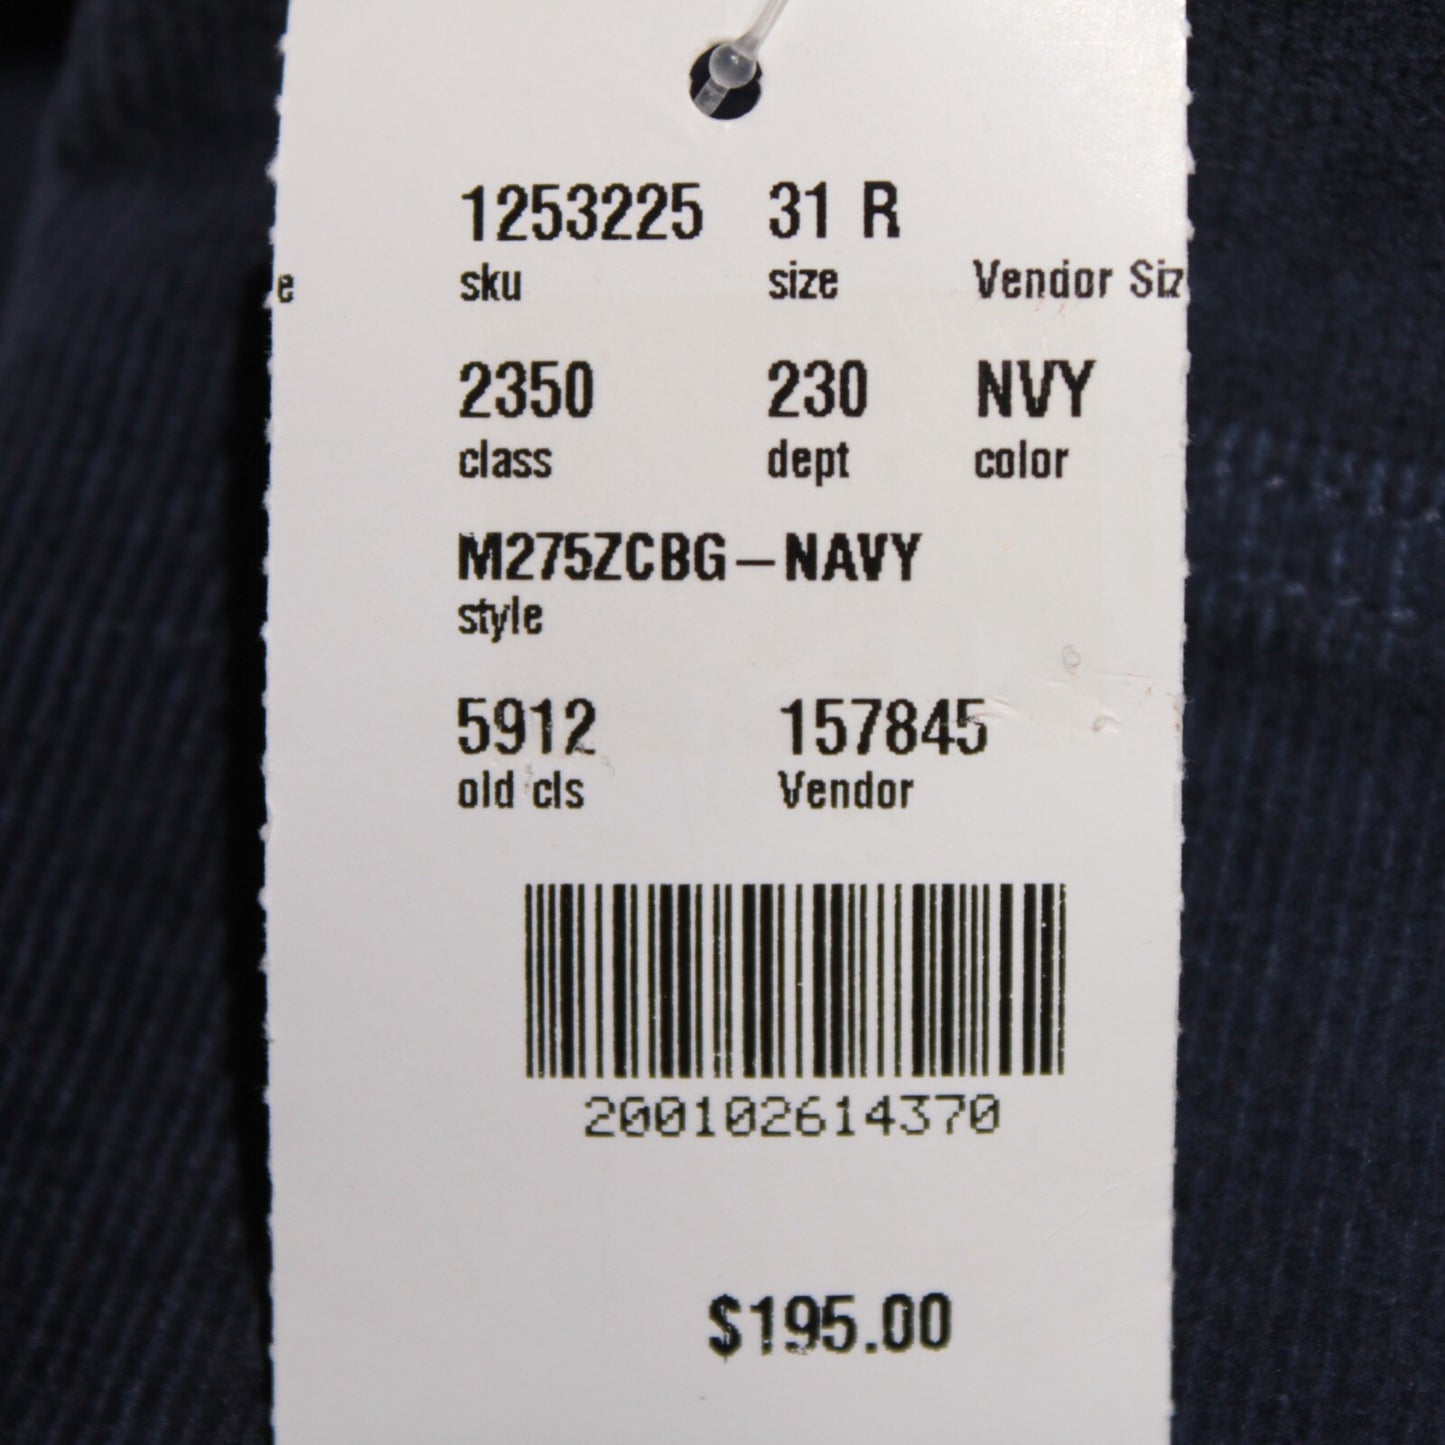 1253225 31 R
e sku size Vendor Siz
2350 230 NVY
class dept color
M275ZCBG-NAVY
style
5912 157845
old cls Vendor
200102614370
$195.00